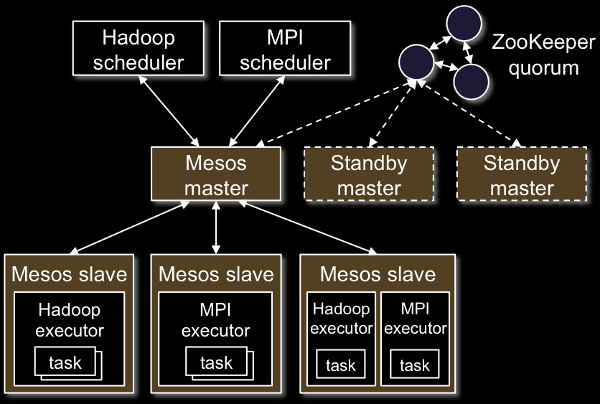 Hadoop
scheduler
MPI
scheduler
ZooKeeper
quorum
Mesos
master
Standby
master
Standby
master
Mesos slave
Hadoop
executor
task
Mesos slave
MPI
executor
task
Mesos slave
Hadoop
executor
task
MPI
executor
task